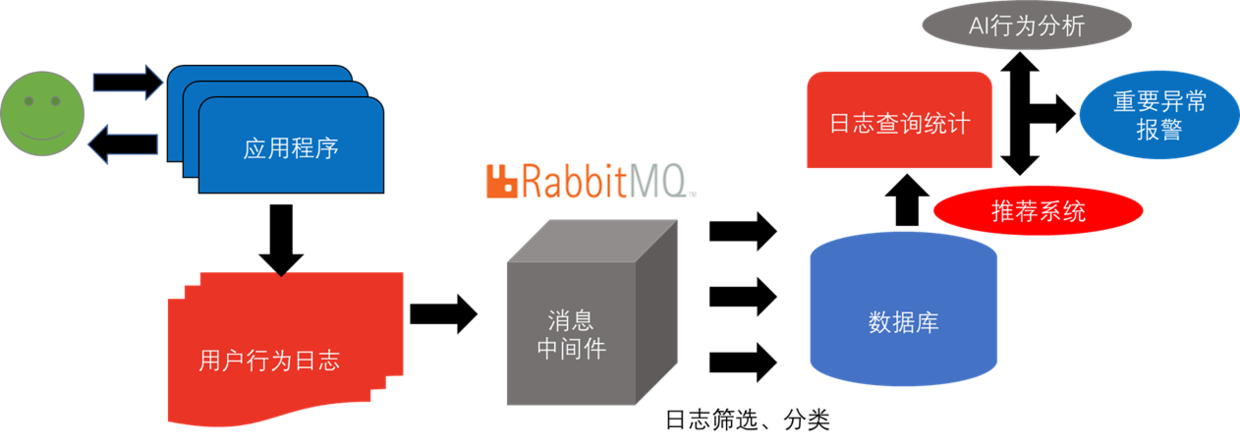 AI行为分析
日志查询统计
重要异常
报警
应用程序
RabbitMQ™
推荐系统
消息
中间件
数据库
用户行为日志
日志筛选、分类